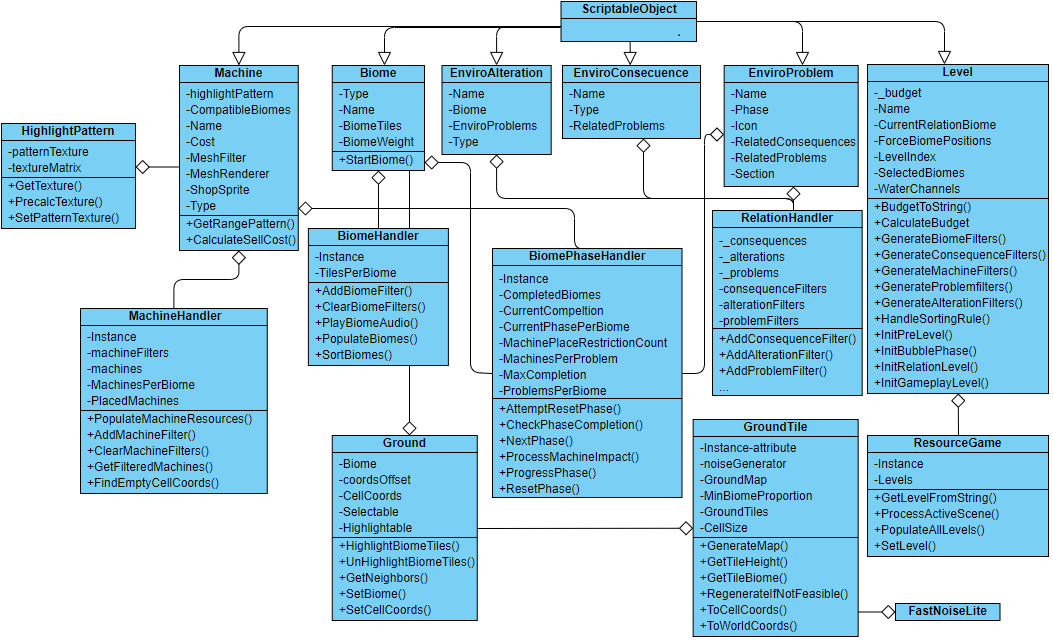 ScriptableObject
.
Machine
-highlightPattern
-CompatibleBiomes
-Name
-Cost
-MeshFilter
-MeshRenderer
-ShopSprite
-Type
+GetRangePattern()
+CalculateSellCost()
Biome
-Type
-Name
-BiomeTiles
-BiomeWeight
+StartBiome()
EnviroAlteration
-Name
-Biome
-EnviroProblems
-Type
EnviroConsecuence
-Name
-Type
-RelatedProblems
EnviroProblem
-Name
-Phase
-Icon
-RelatedConsequences
-RelatedProblems
-Section
Level
-_budget
-Name
-CurrentRelationBiome
-ForceBiomePositions
-LevelIndex
-SelectedBiomes
-WaterChannels
+BudgetToString()
+CalculateBudget
+GenerateBiomeFilters()
+GenerateConsequenceFilters()
+GenerateMachineFilters()
+GenerateProblemfilters()
+GenerateAlterationFilters()
+HandleSortingRule()
+InitPreLevel()
+InitBubblePhase()
+InitRelationLevel()
+InitGameplayLevel()
HighlightPattern
-patternTexture
-textureMatrix
+GetTexture()
+PrecalcTexture()
+SetPatternTexture()
BiomeHandler
-Instance
-TilesPerBiome
+AddBiomeFilter()
+ClearBiomeFilters()
+PlayBiomeAudio()
+PopulateBiomes()
+SortBiomes()
BiomePhaseHandler
-Instance
-CompletedBiomes
-CurrentCompeltion
-CurrentPhasePerBiome
-MachinePlaceRestrictionCount
-MachinesPerProblem
-MaxCompletion
-ProblemsPerBiome
+AttemptResetPhase()
+CheckPhaseCompletion()
+NextPhase()
+ProcessMachineImpact()
+ProgressPhase()
+ResetPhase()
RelationHandler
-_consequences
-_alterations
-_problems
-consequenceFilters
-alterationFilters
-problemFilters
+AddConsequenceFilter()
+AddAlterationFilter()
+AddProblemFilter()
...
MachineHandler
-Instance
-machineFilters
-machines
-MachinesPerBiome
-PlacedMachines
+PopulateMachineResources()
+AddMachineFilter()
+ClearMachineFilters()
+GetFilteredMachines()
+FindEmptyCellCoords()
Ground
-Biome
-coordsOffset
-CellCoords
-Selectable
-Highlightable
+HighlightBiomeTiles()
+UnHighlightBiomeTiles()
+GetNeighbors()
+SetBiome()
+SetCellCoords()
GroundTile
-Instance-attribute
-noiseGenerator
-GroundMap
-MinBiomeProportion
-GroundTiles
-CellSize
+GenerateMap()
+GetTileHeight()
+GetTileBiome()
+RegenerateIfNotFeasible()
+ToCellCoords()
+ToWorldCoords()
ResourceGame
-Instance
-Levels
+GetLevelFromString()
+ProcessActiveScene()
+PopulateAllLevels()
+SetLevel()
FastNoiseLite